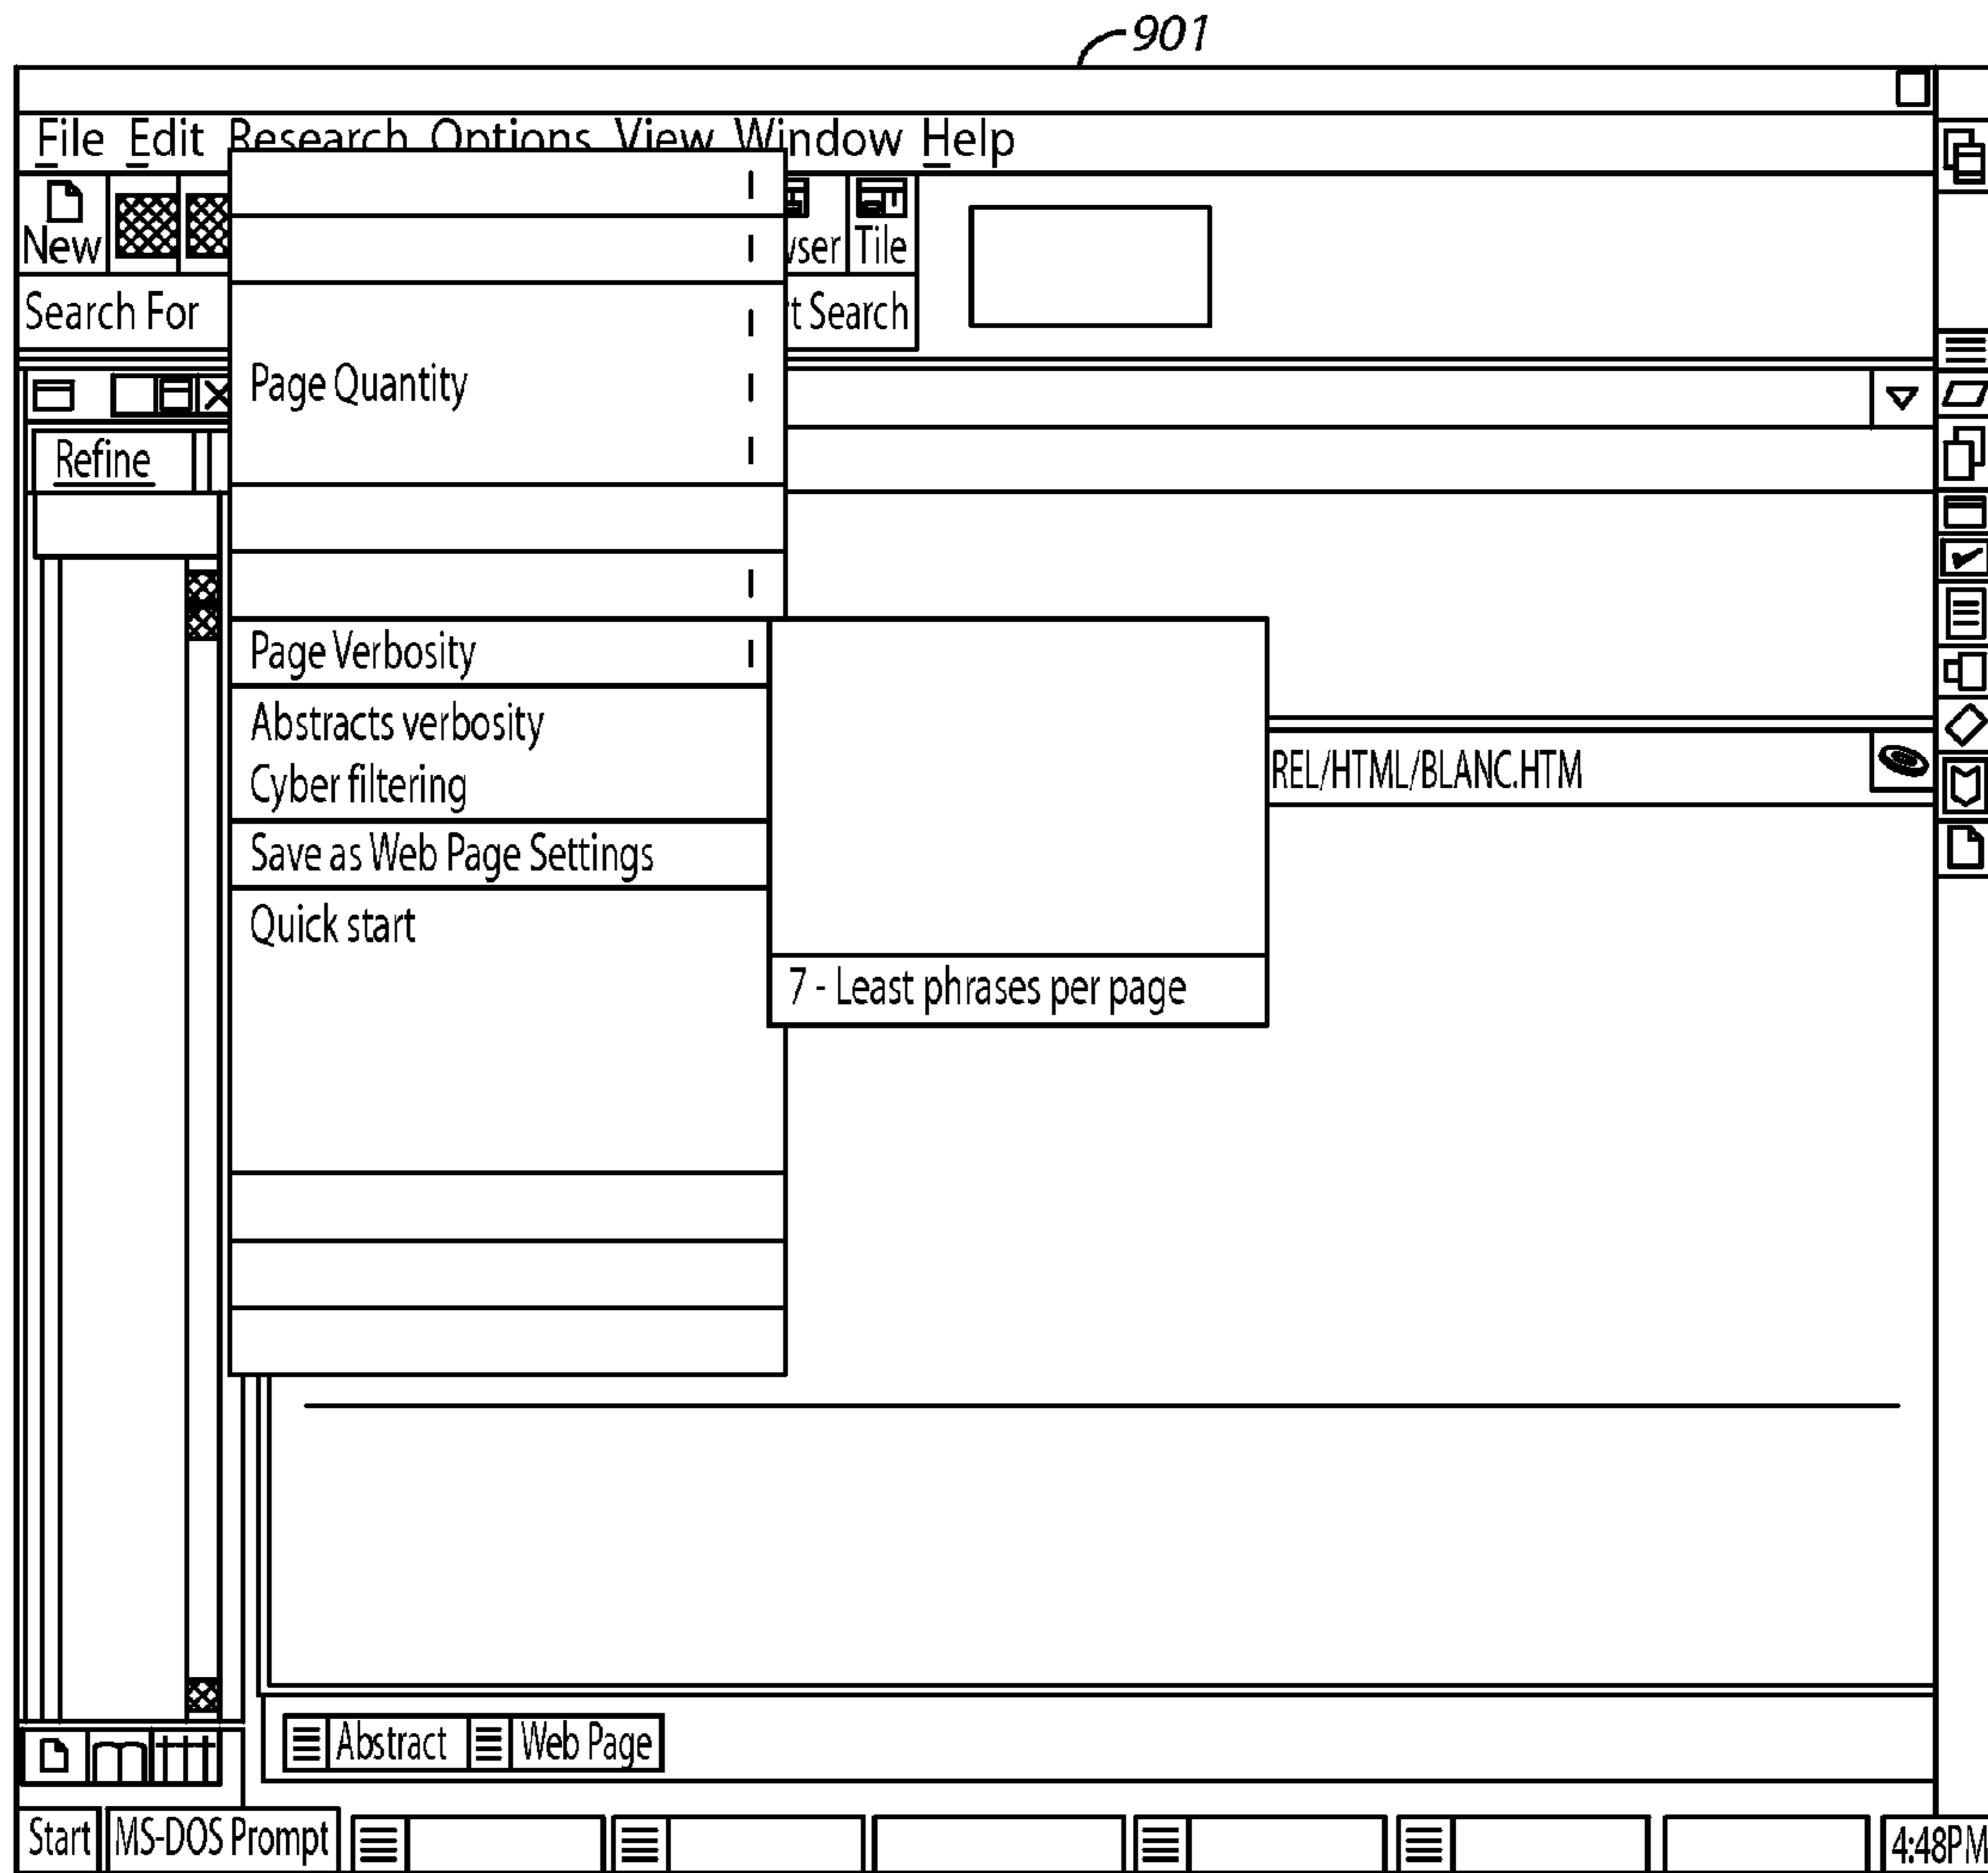 901
File Edit Research Options View Window Help
New
wser Tile
Search For
t Search
Page Quantity
Refine
Page Verbosity
Abstracts verbosity
Cyber filtering
REL/HTML/BLANC.HTM
Save as Web Page Settings
Quick start
7 - Least phrases per page
Abstract Web Page
Start MS-DOS Prompt 4:48PM